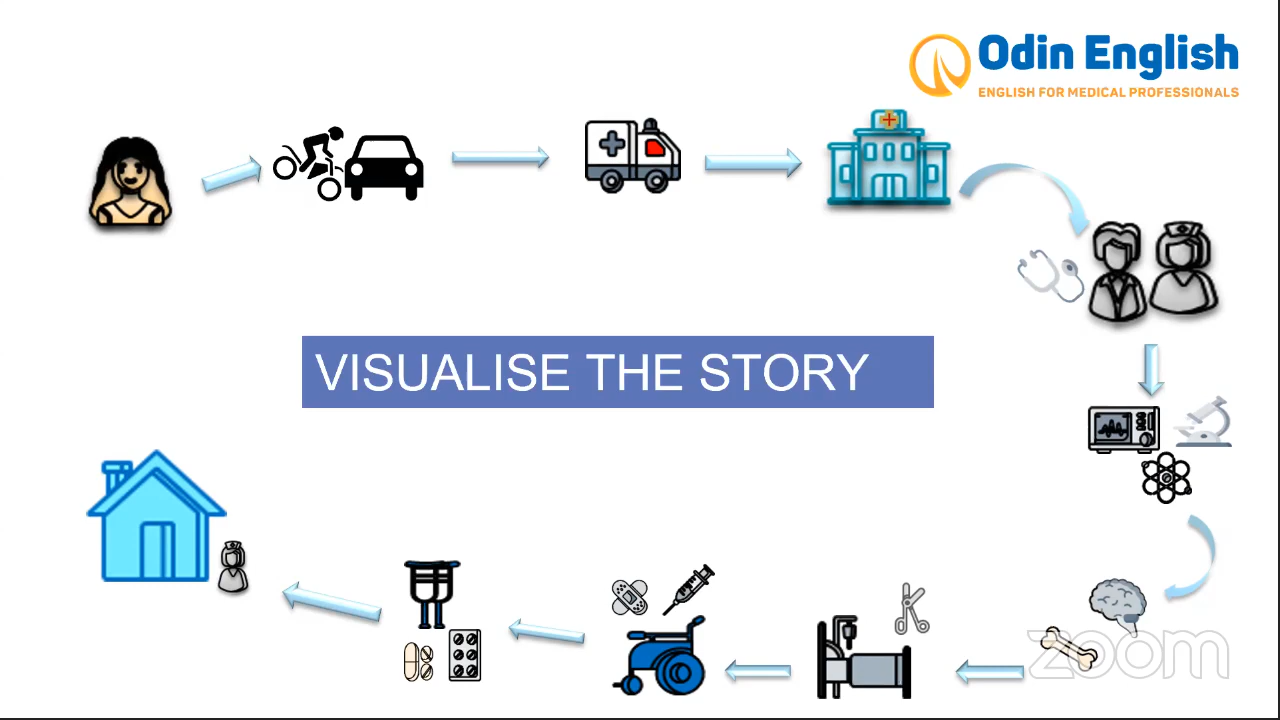 Odin English
ENGLISH FOR MEDICAL PROFESSIONALS
VISUALISE THE STORY
zoom